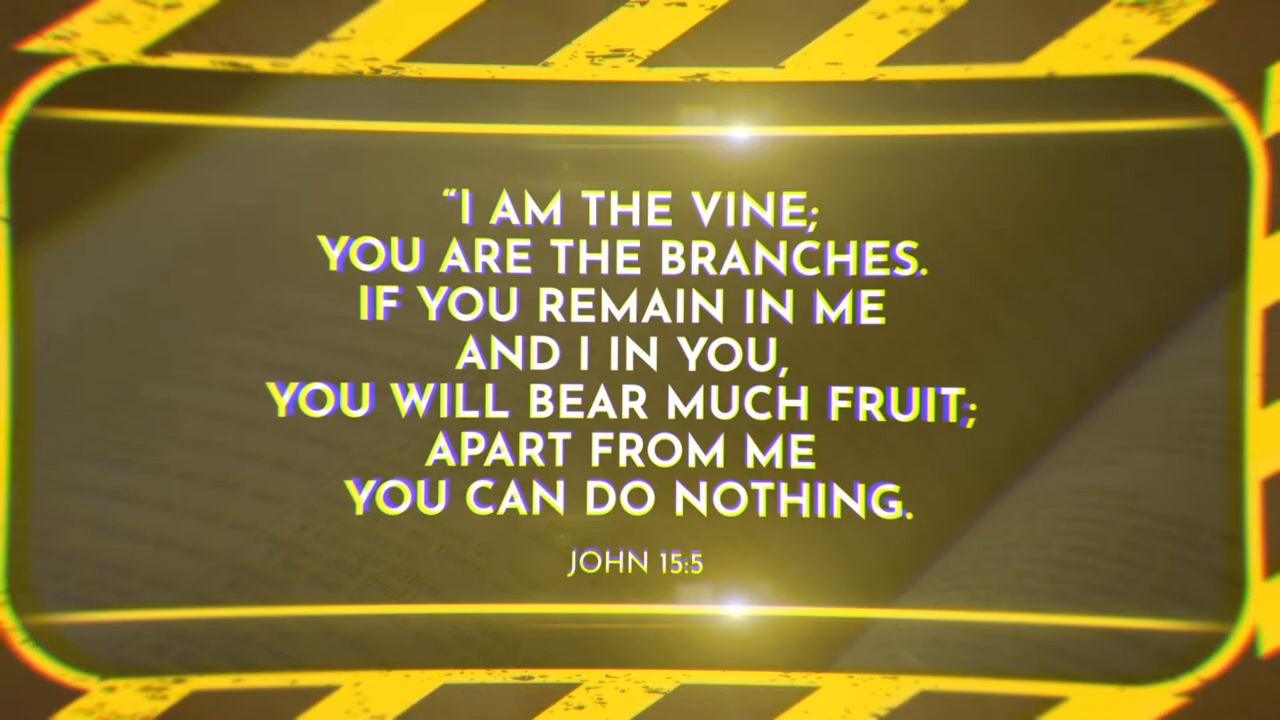 “I AM THE VINE;
YOU ARE THE BRANCHES.
IF YOU REMAIN IN ME
AND I IN YOU,
YOU WILL BEAR MUCH FRUIT;
APART FROM ME
YOU CAN DO NOTHING.
JOHN 15:5